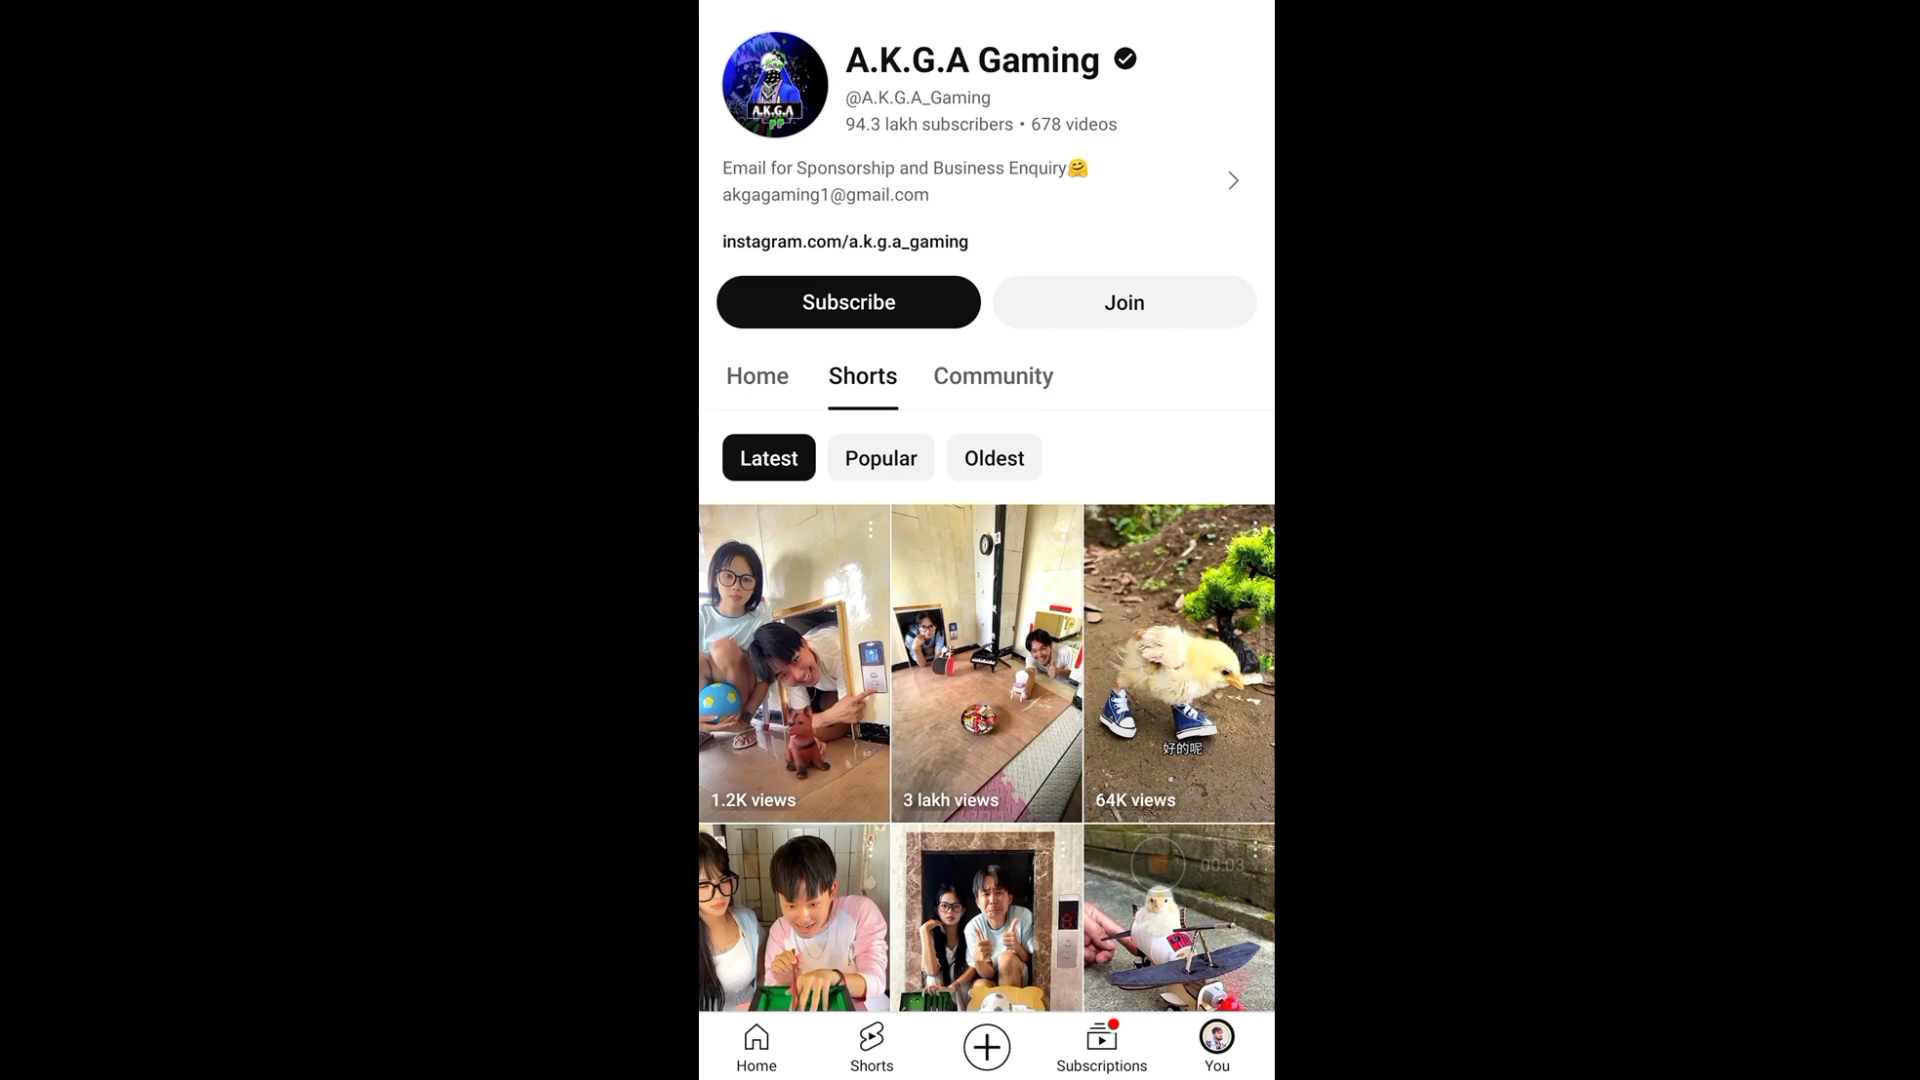 A.K.G.A Gaming
@A.K.G.A_Gaming
94.3 lakh subscribers • 678 videos
A.K.G.A
Email for Sponsorship and Business Enquiry🤗
akgagaming1@gmail.com
instagram.com/a.k.g.a_gaming
Subscribe
Join
Home
Shorts
Community
Latest
Popular
Oldest
好的呢
1.2K views
3 lakh views
64K views
00:03
Home
Shorts
Subscriptions
You